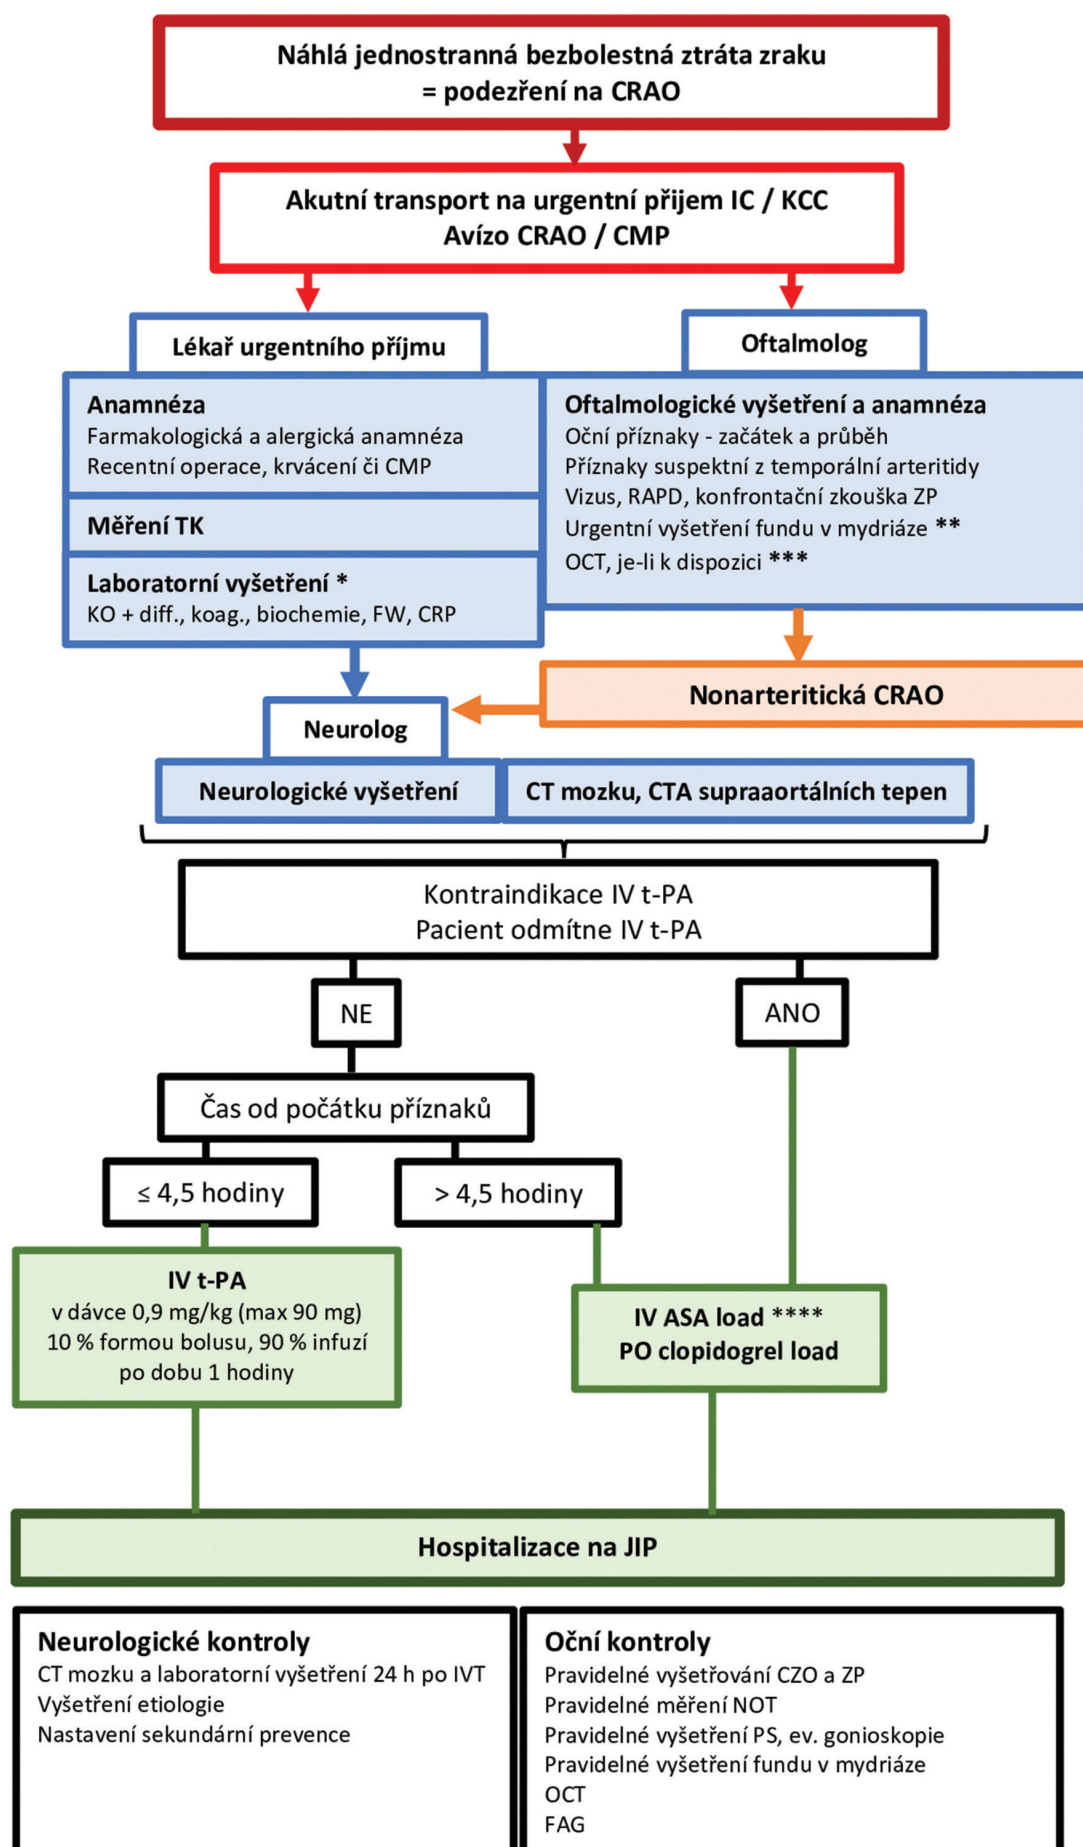 Náhlá jednostranná bezbolestná ztráta zraku
= podezření na CRAO
Akutní transport na urgentní přijem IC / KCC
Avízo CRAO / CMP
Lékař urgentního příjmu
Anamnéza
Farmakologická a alergická anamnéza
Recentní operace, krvácení či CMP
Měření TK
Laboratorní vyšetření *
KO + diff., koag., biochemie, FW, CRP
Oftalmolog
Oftalmologické vyšetření a anamnéza
Oční příznaky - začátek a průběh
Příznaky suspektní z temporální arteritidy
Vizus, RAPD, konfrontační zkouška ZP
Urgentní vyšetření fundu v mydriáze **
OCT, je-li k dispozici ***
Nonarteritická CRAO
Neurolog
Neurologické vyšetření
CT mozku, CTA supraaortálních tepen
Kontraindikace IV t-PA
Pacient odmítne IV t-PA
NE
ANO
Čas od počátku příznaků
≤ 4,5 hodiny
> 4,5 hodiny
IV t-PA
v dávce 0,9 mg/kg (max 90 mg)
10 % formou bolusu, 90 % infuzí
po dobu 1 hodiny
IV ASA load ****
PO clopidogrel load
Hospitalizace na JIP
Neurologické kontroly
CT mozku a laboratorní vyšetření 24 h po IVT
Vyšetření etiologie
Nastavení sekundární prevence
Oční kontroly
Pravidelné vyšetřování CZO a ZP
Pravidelné měření NOT
Pravidelné vyšetření PS, ev. gonioskopie
Pravidelné vyšetření fundu v mydriáze
OCT
FAG